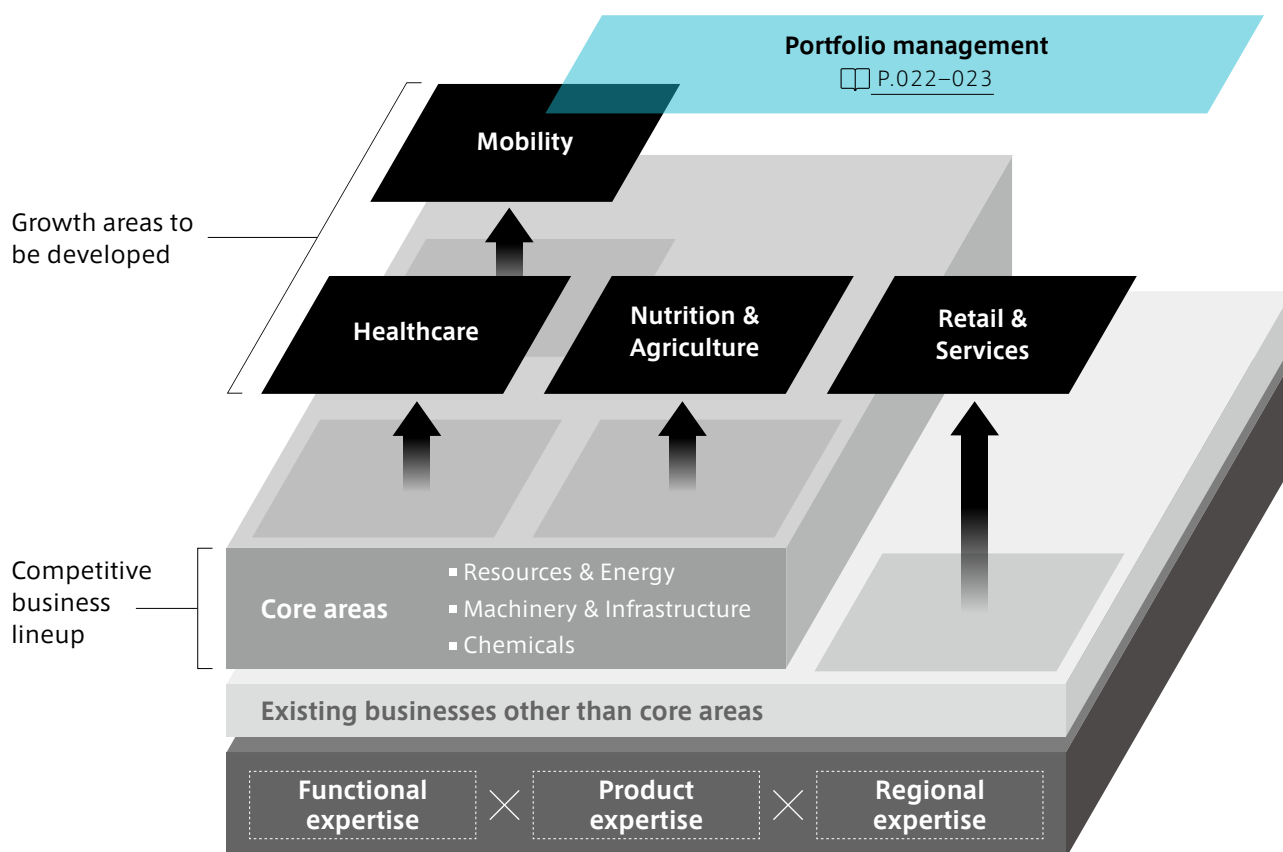 Portfolio management
P.022–023
Mobility
Growth areas to
be developed
Healthcare
Nutrition &
Agriculture
Retail &
Services
Competitive
business
lineup
Core areas
▪ Resources & Energy
▪ Machinery & Infrastructure
▪ Chemicals
Existing businesses other than core areas
Functional
expertise
×
Product
expertise
×
Regional
expertise